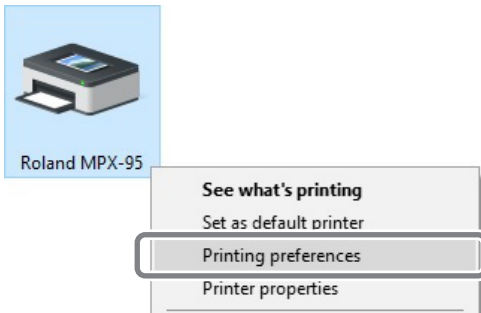 Roland MPX-95
See what's printing
Set as default printer
Printing preferences
Printer properties